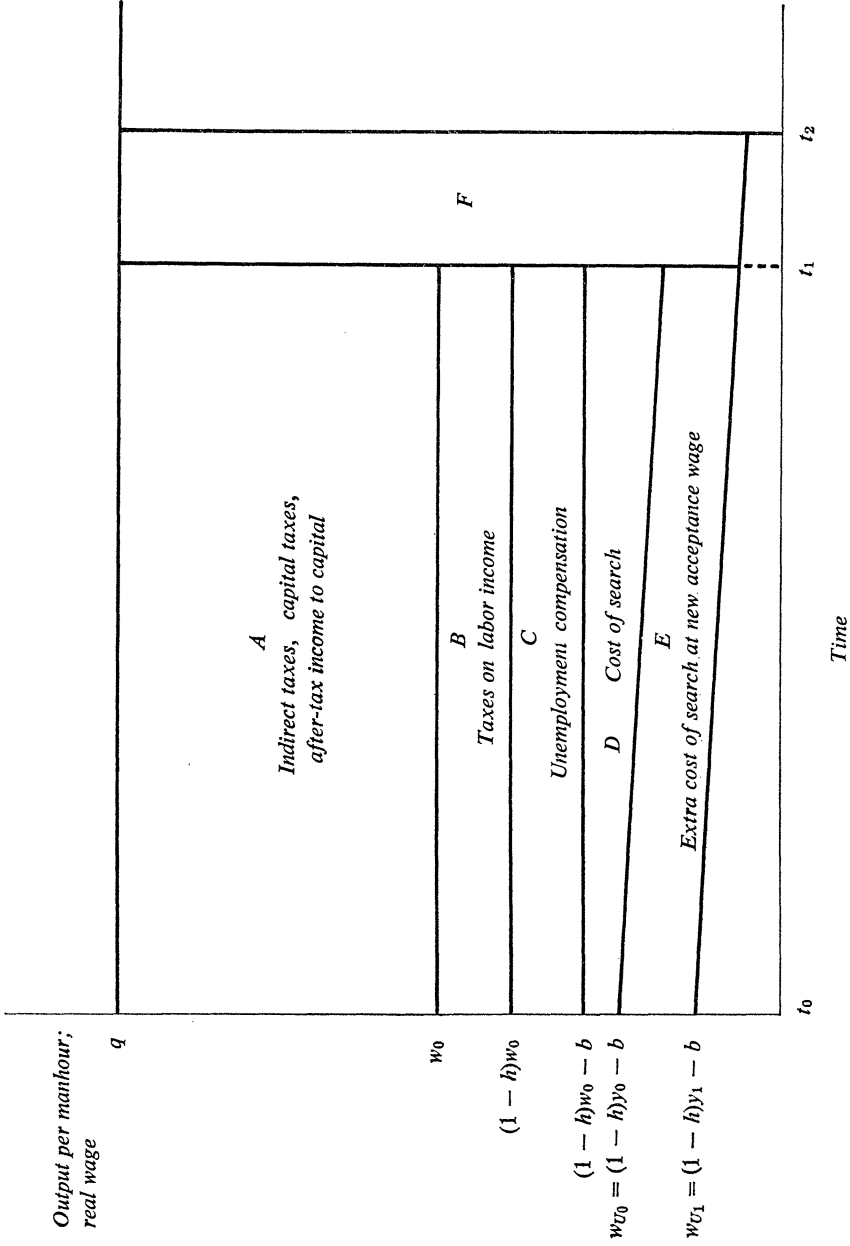 Output per manhour;
real wage
q
A
Indirect taxes, capital taxes,
after-tax income to capital
F
w₀
B
Taxes on labor income
(1 − h)w₀
C
Unemployment compensation
(1 − h)w₀ − b
D Cost of search
w_U₀ = (1 − h)y₀ − b
E
Extra cost of search at new acceptance wage
w_U₁ = (1 − h)y₁ − b
t₀
t₁
t₂
Time